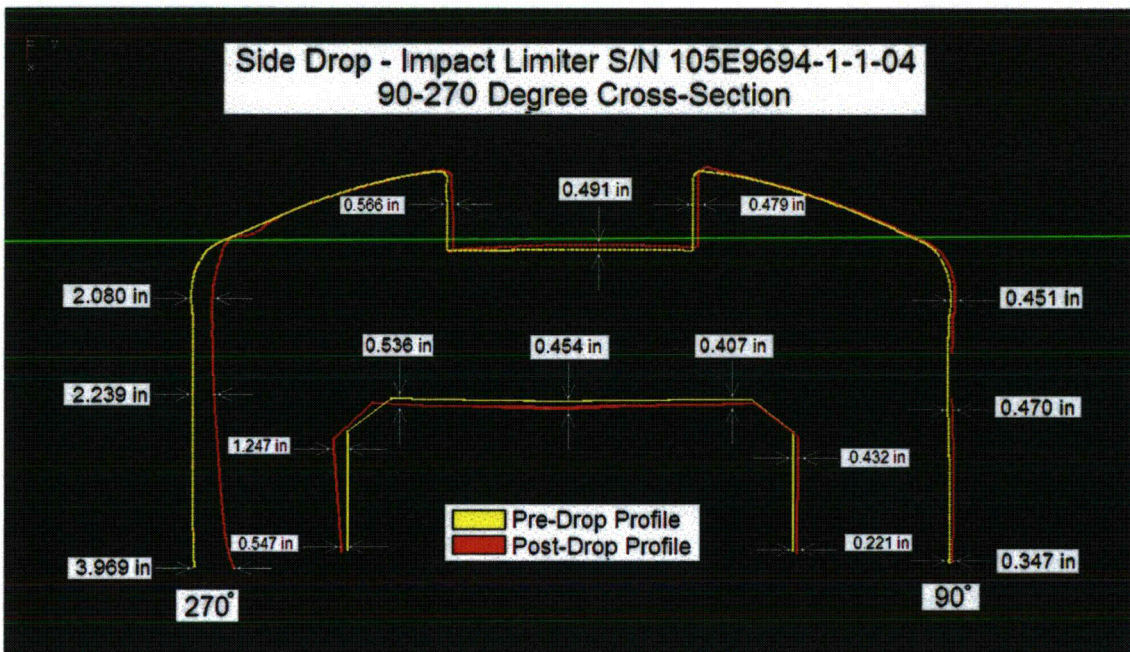 Side Drop - Impact Limiter S/N 105E9694-1-1-04
90-270 Degree Cross-Section
0.491 in
0.566 in
0.479 in
2.080 in
0.451 in
0.536 in
0.454 in
0.407 in
2.239 in
0.470 in
1.247 in
0.432 in
Pre-Drop Profile
Post-Drop Profile
0.547 in
0.221 in
3.969 in
0.347 in
270°
90°